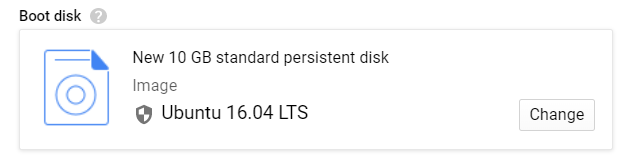 Boot disk ?
New 10 GB standard persistent disk
Image
Ubuntu 16.04 LTS
Change